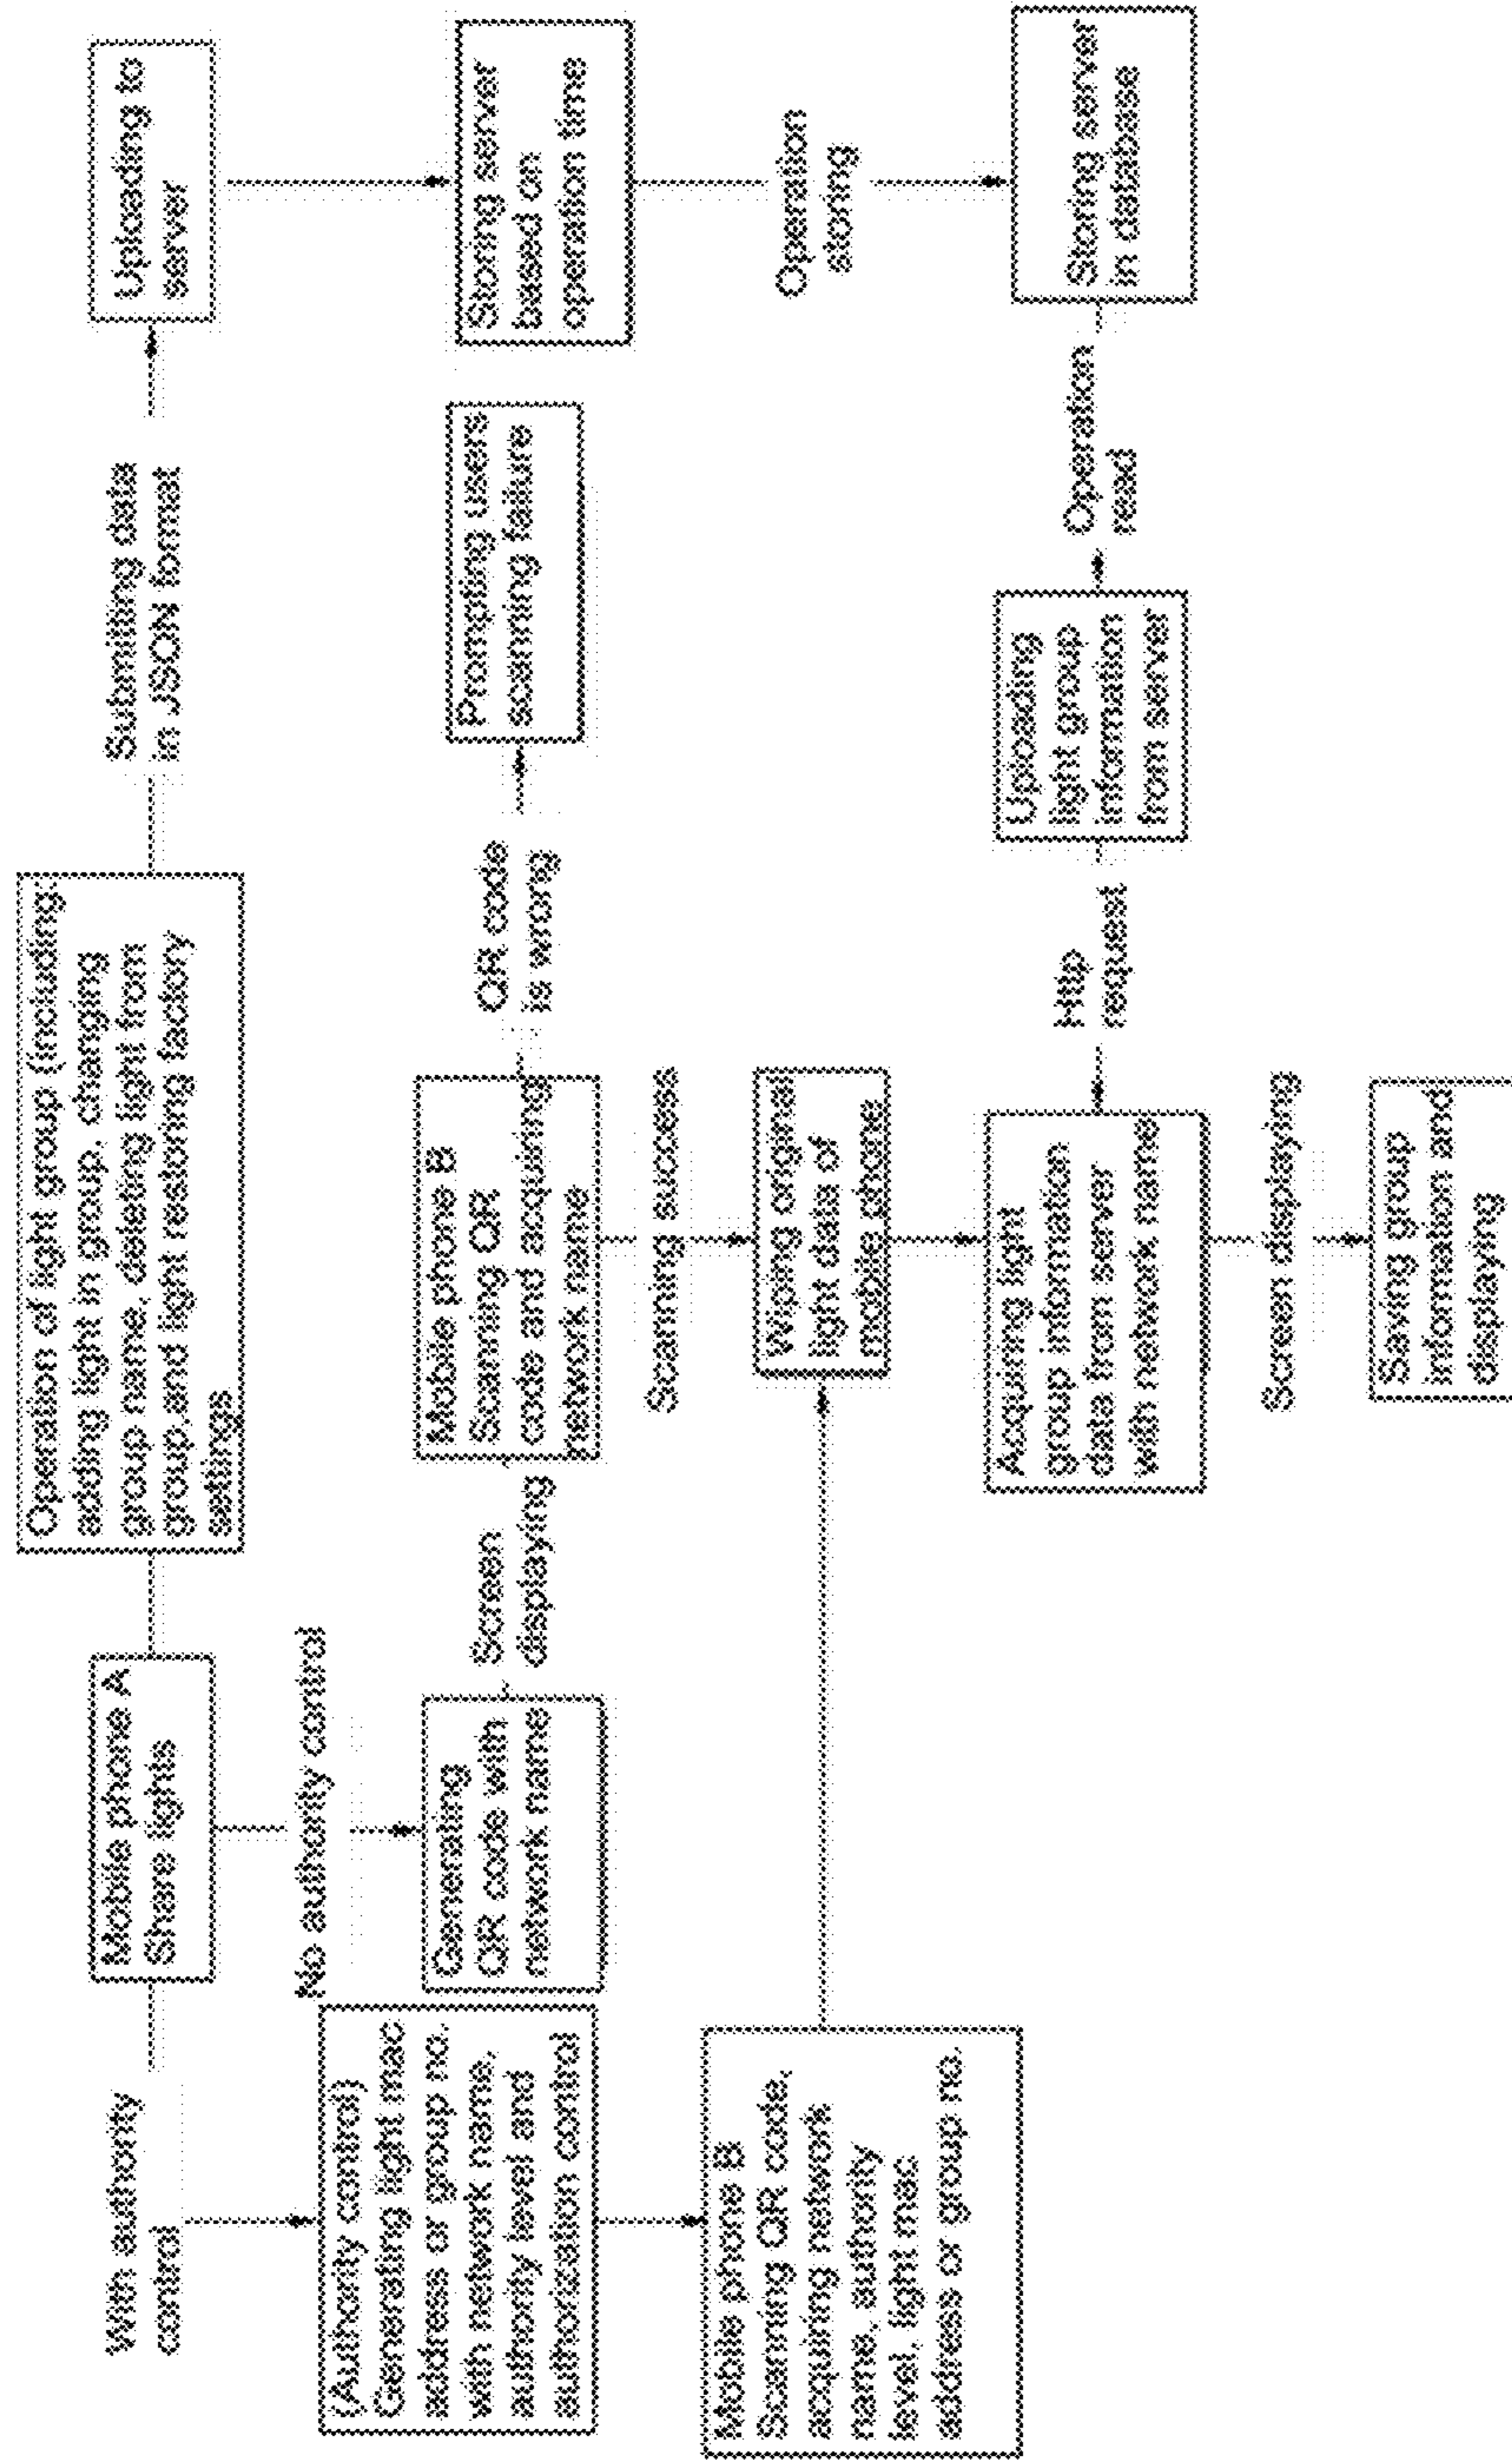 With authority
control
Mobile phone A
Share lights
Operation of light group (including:
adding light in group, changing
group name, deleting light from
group,and light restoring factory
settings
Submitting data
in JSON format
Uploading to
server
No authority control
(Authority control)
Generating light mac
address or group no.
with network name,
authority level and
authorication control
Generating
QR code with
network name
Screen
displaying
Mobile phone B
Scanning QR
code and acquiring
network name
QR code
is wrong
Prompting users
scanning failure
Storing server
based on
operation time
Scanning success
Operation
storing
Mobile phone B
Scanning QR code,
acquiring network
name, authority
level, light mac
address or group no.
Wiping original
light data of
mobile phone
Acquiring light
group information
data from server
with network name
Http
request
Uploading
light group
information
from server
Operation
read
Storing server
in database
Screen displaying
Saving group
information and
displaying